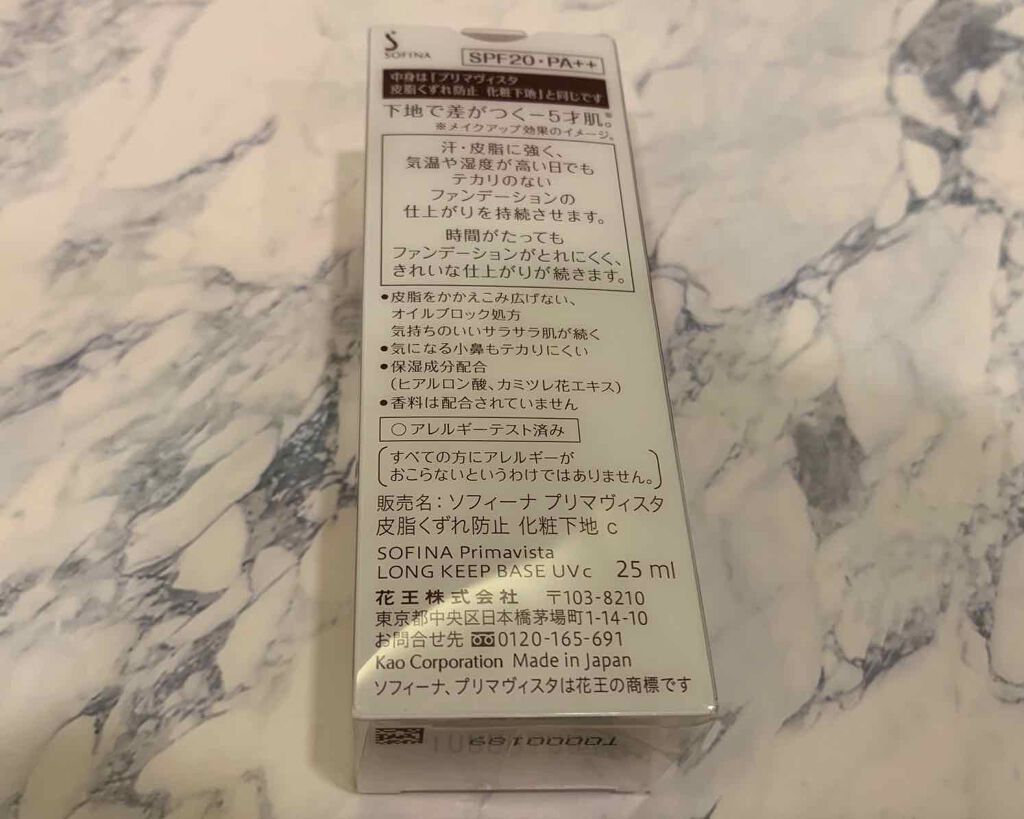 SOFINA
SPF20・PA++
中身は「プリマヴィスタ
皮脂くずれ防止 化粧下地」と同じです
下地で差がつく−5才肌※。
※メイクアップ効果のイメージ。
汗・皮脂に強く、
気温や湿度が高い日でも
テカリのない
ファンデーションの
仕上がりを持続させます。
時間がたっても
ファンデーションがとれにくく、
きれいな仕上がりが続きます。
●皮脂をかかえこみ広げない、
オイルブロック処方
気持ちのいいサラサラ肌が続く
●気になる小鼻もテカりにくい
●保湿成分配合
(ヒアルロン酸、カミツレ花エキス)
●香料は配合されていません
○アレルギーテスト済み
(すべての方にアレルギーが
おこらないというわけではありません。)
販売名：ソフィーナ プリマヴィスタ
皮脂くずれ防止 化粧下地 c
SOFINA Primavista
LONG KEEP BASE UV c 25 ml
花王株式会社 〒103-8210
東京都中央区日本橋茅場町1-14-10
お問合せ先 0120-165-691
Kao Corporation Made in Japan
ソフィーナ、プリマヴィスタは花王の商標です